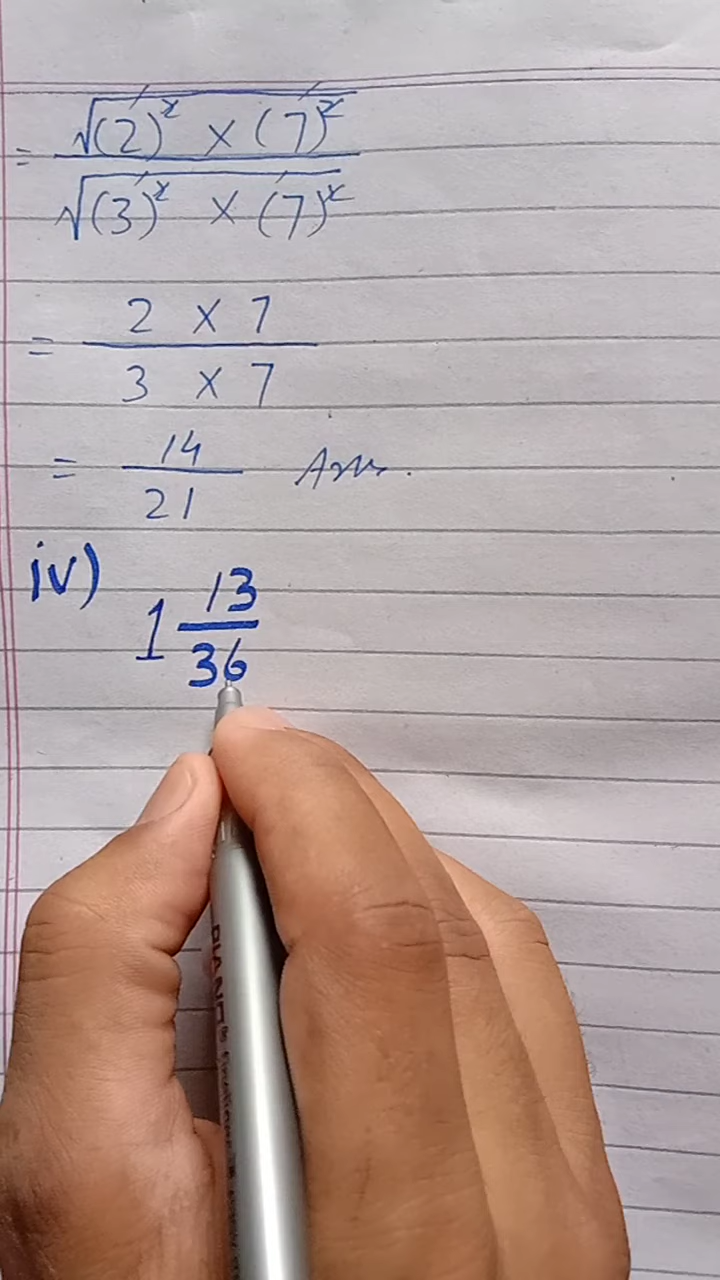 = √(2)² × (7)² / √(3)² × (7)²
= 2 × 7 / 3 × 7
= 14 / 21 Ans.
iv) 1 13/36